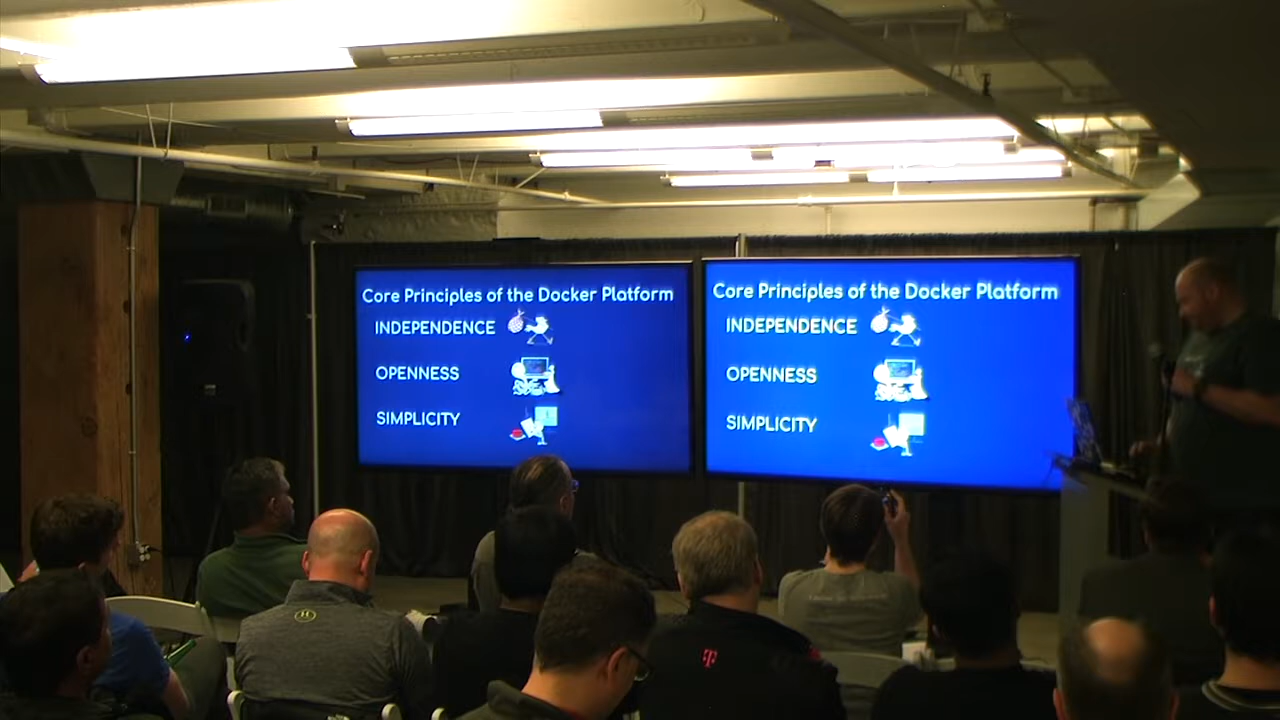 Core Principles of the Docker Platform
INDEPENDENCE
OPENNESS
SIMPLICITY
Core Principles of the Docker Platform
INDEPENDENCE
OPENNESS
SIMPLICITY
H
T